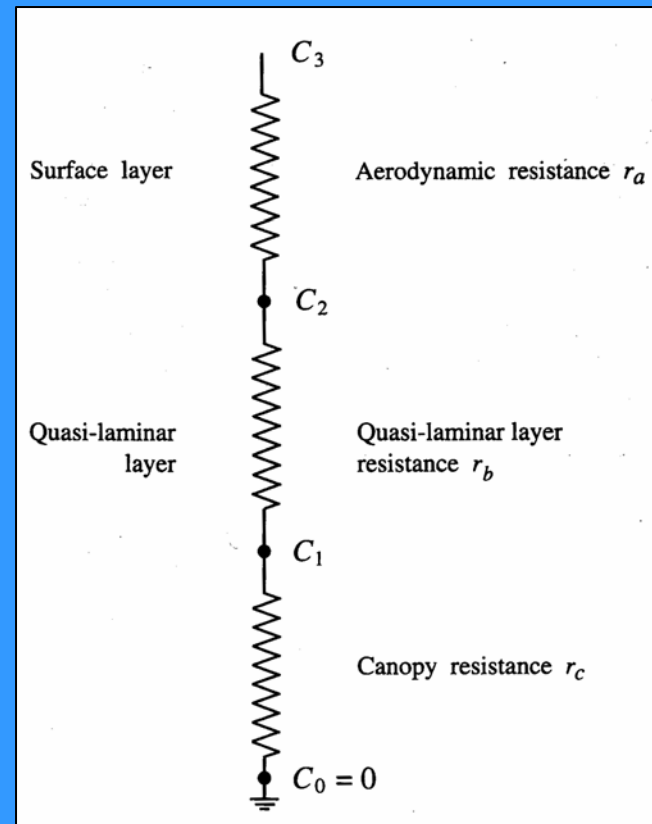 C3
Surface layer
Aerodynamic resistance ra
C2
Quasi-laminar
layer
Quasi-laminar layer
resistance rb
C1
Canopy resistance rc
C0 = 0